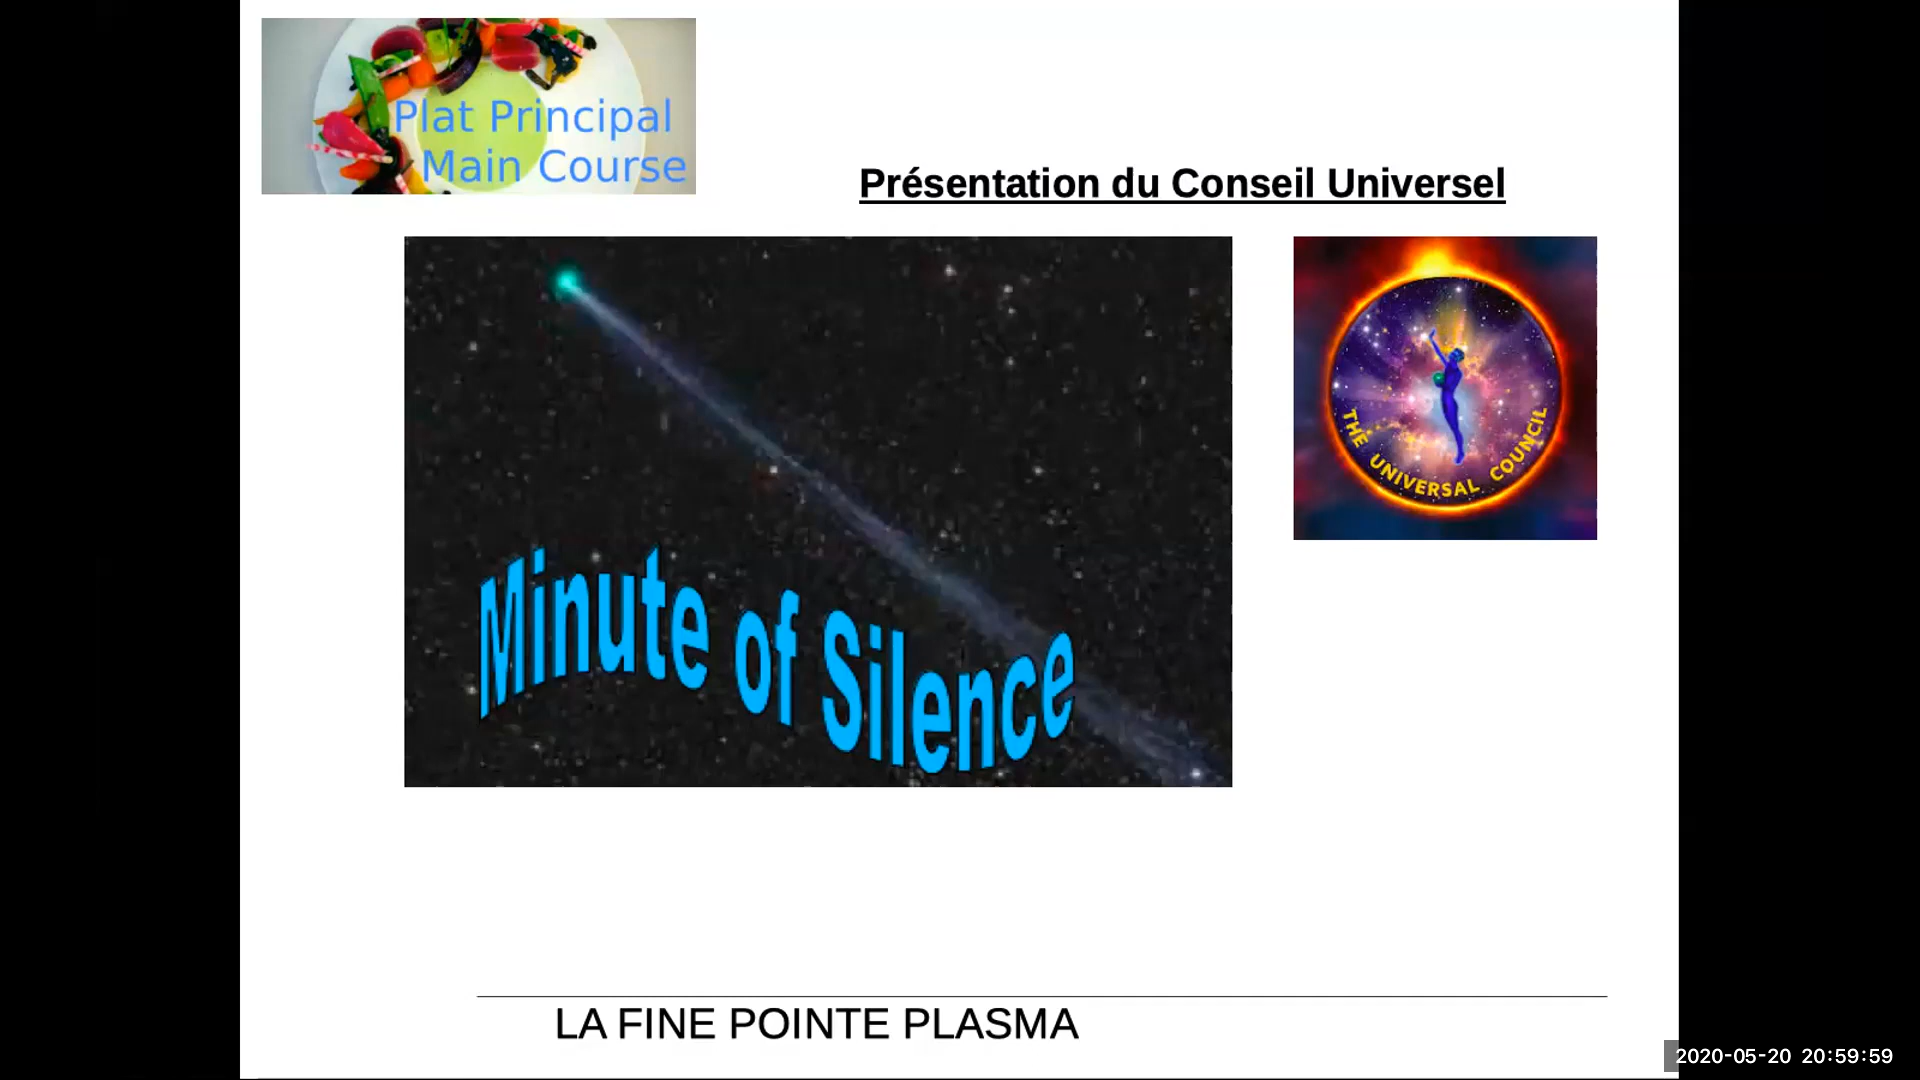 Plat Principal
Main Course
Présentation du Conseil Universel
THE UNIVERSAL COUNCIL
Minute of Silence
LA FINE POINTE PLASMA
2020-05-20 20:59:59